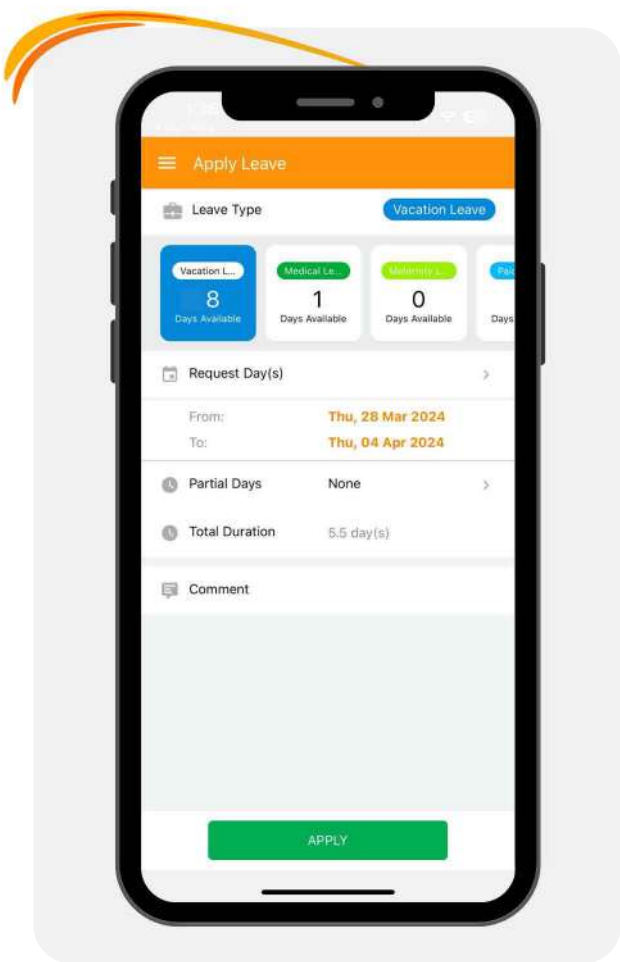 Apply Leave
Leave Type
Vacation Leave
Vacation L...
8
Days Available
Medical Le...
1
Days Available
Maternity L...
0
Days Available
Days
Request Day(s)
From:
Thu, 28 Mar 2024
To:
Thu, 04 Apr 2024
Partial Days
None
Total Duration
5.5 day(s)
Comment
APPLY